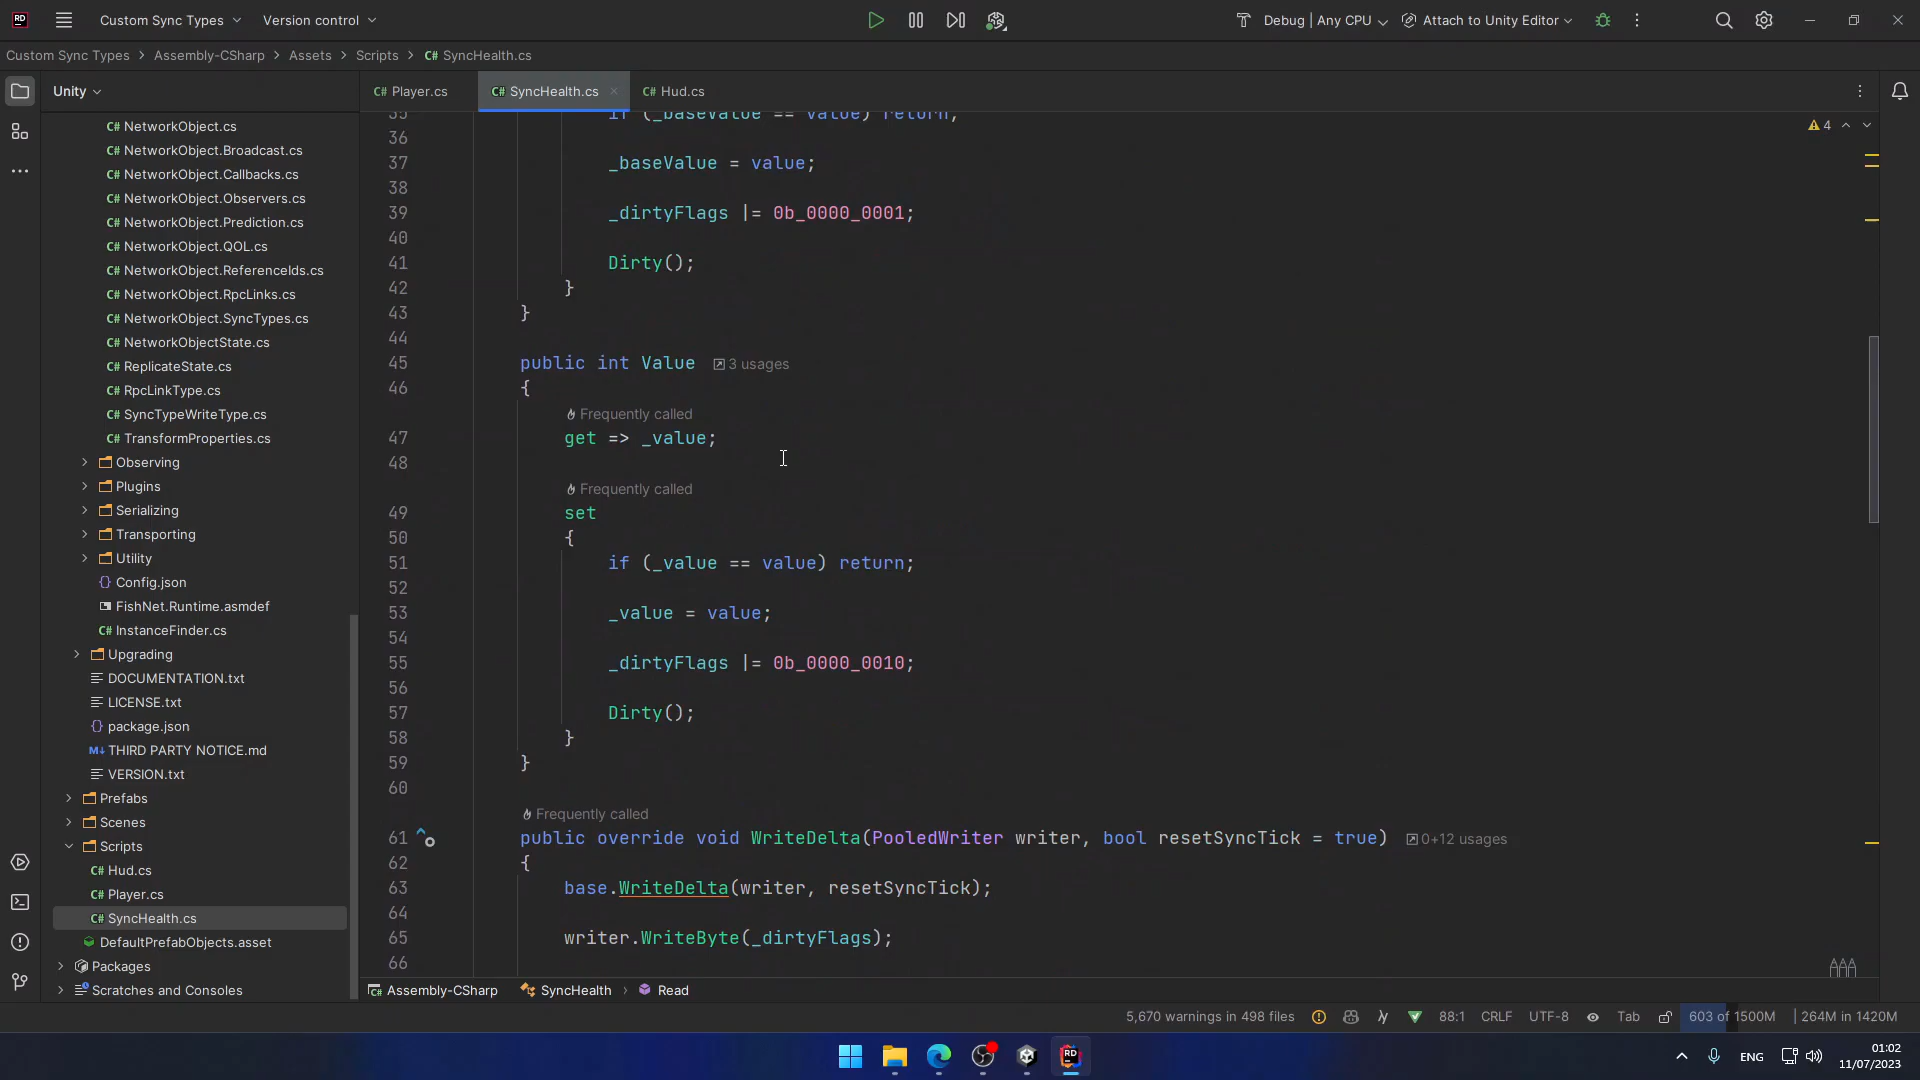 RD Custom Sync Types Version control Debug | Any CPU Attach to Unity Editor
Custom Sync Types Assembly-CSharp Assets Scripts C# SyncHealth.cs
Unity
C# Player.cs C# SyncHealth.cs C# Hud.cs
C# NetworkObject.cs
C# NetworkObject.Broadcast.cs
C# NetworkObject.Callbacks.cs
C# NetworkObject.Observers.cs
C# NetworkObject.Prediction.cs
C# NetworkObject.QOL.cs
C# NetworkObject.ReferenceIds.cs
C# NetworkObject.RpcLinks.cs
C# NetworkObject.SyncTypes.cs
C# NetworkObjectState.cs
C# ReplicateState.cs
C# RpcLinkType.cs
C# SyncTypeWriteType.cs
C# TransformProperties.cs
Observing
Plugins
Serializing
Transporting
Utility
{} Config.json
FishNet.Runtime.asmdef
C# InstanceFinder.cs
Upgrading
DOCUMENTATION.txt
LICENSE.txt
{} package.json
M↓ THIRD PARTY NOTICE.md
VERSION.txt
Prefabs
Scenes
Scripts
C# Hud.cs
C# Player.cs
C# SyncHealth.cs
DefaultPrefabObjects.asset
Packages
Scratches and Consoles
4
35 if (_baseValue == value) return;
36
37 _baseValue = value;
38
39 _dirtyFlags |= 0b_0000_0001;
40
41 Dirty();
42 }
43 }
44
45 public int Value 3 usages
46 {
Frequently called
47 get => _value;
48
Frequently called
49 set
50 {
51 if (_value == value) return;
52
53 _value = value;
54
55 _dirtyFlags |= 0b_0000_0010;
56
57 Dirty();
58 }
59 }
60
Frequently called
61 public override void WriteDelta(PooledWriter writer, bool resetSyncTick = true) 0+12 usages
62 {
63 base.WriteDelta(writer, resetSyncTick);
64
65 writer.WriteByte(_dirtyFlags);
66
C# Assembly-CSharp SyncHealth Read
5,670 warnings in 498 files 88:1 CRLF UTF-8 Tab 603 of 1500M 264M in 1420M
RD ENG 01:02
11/07/2023